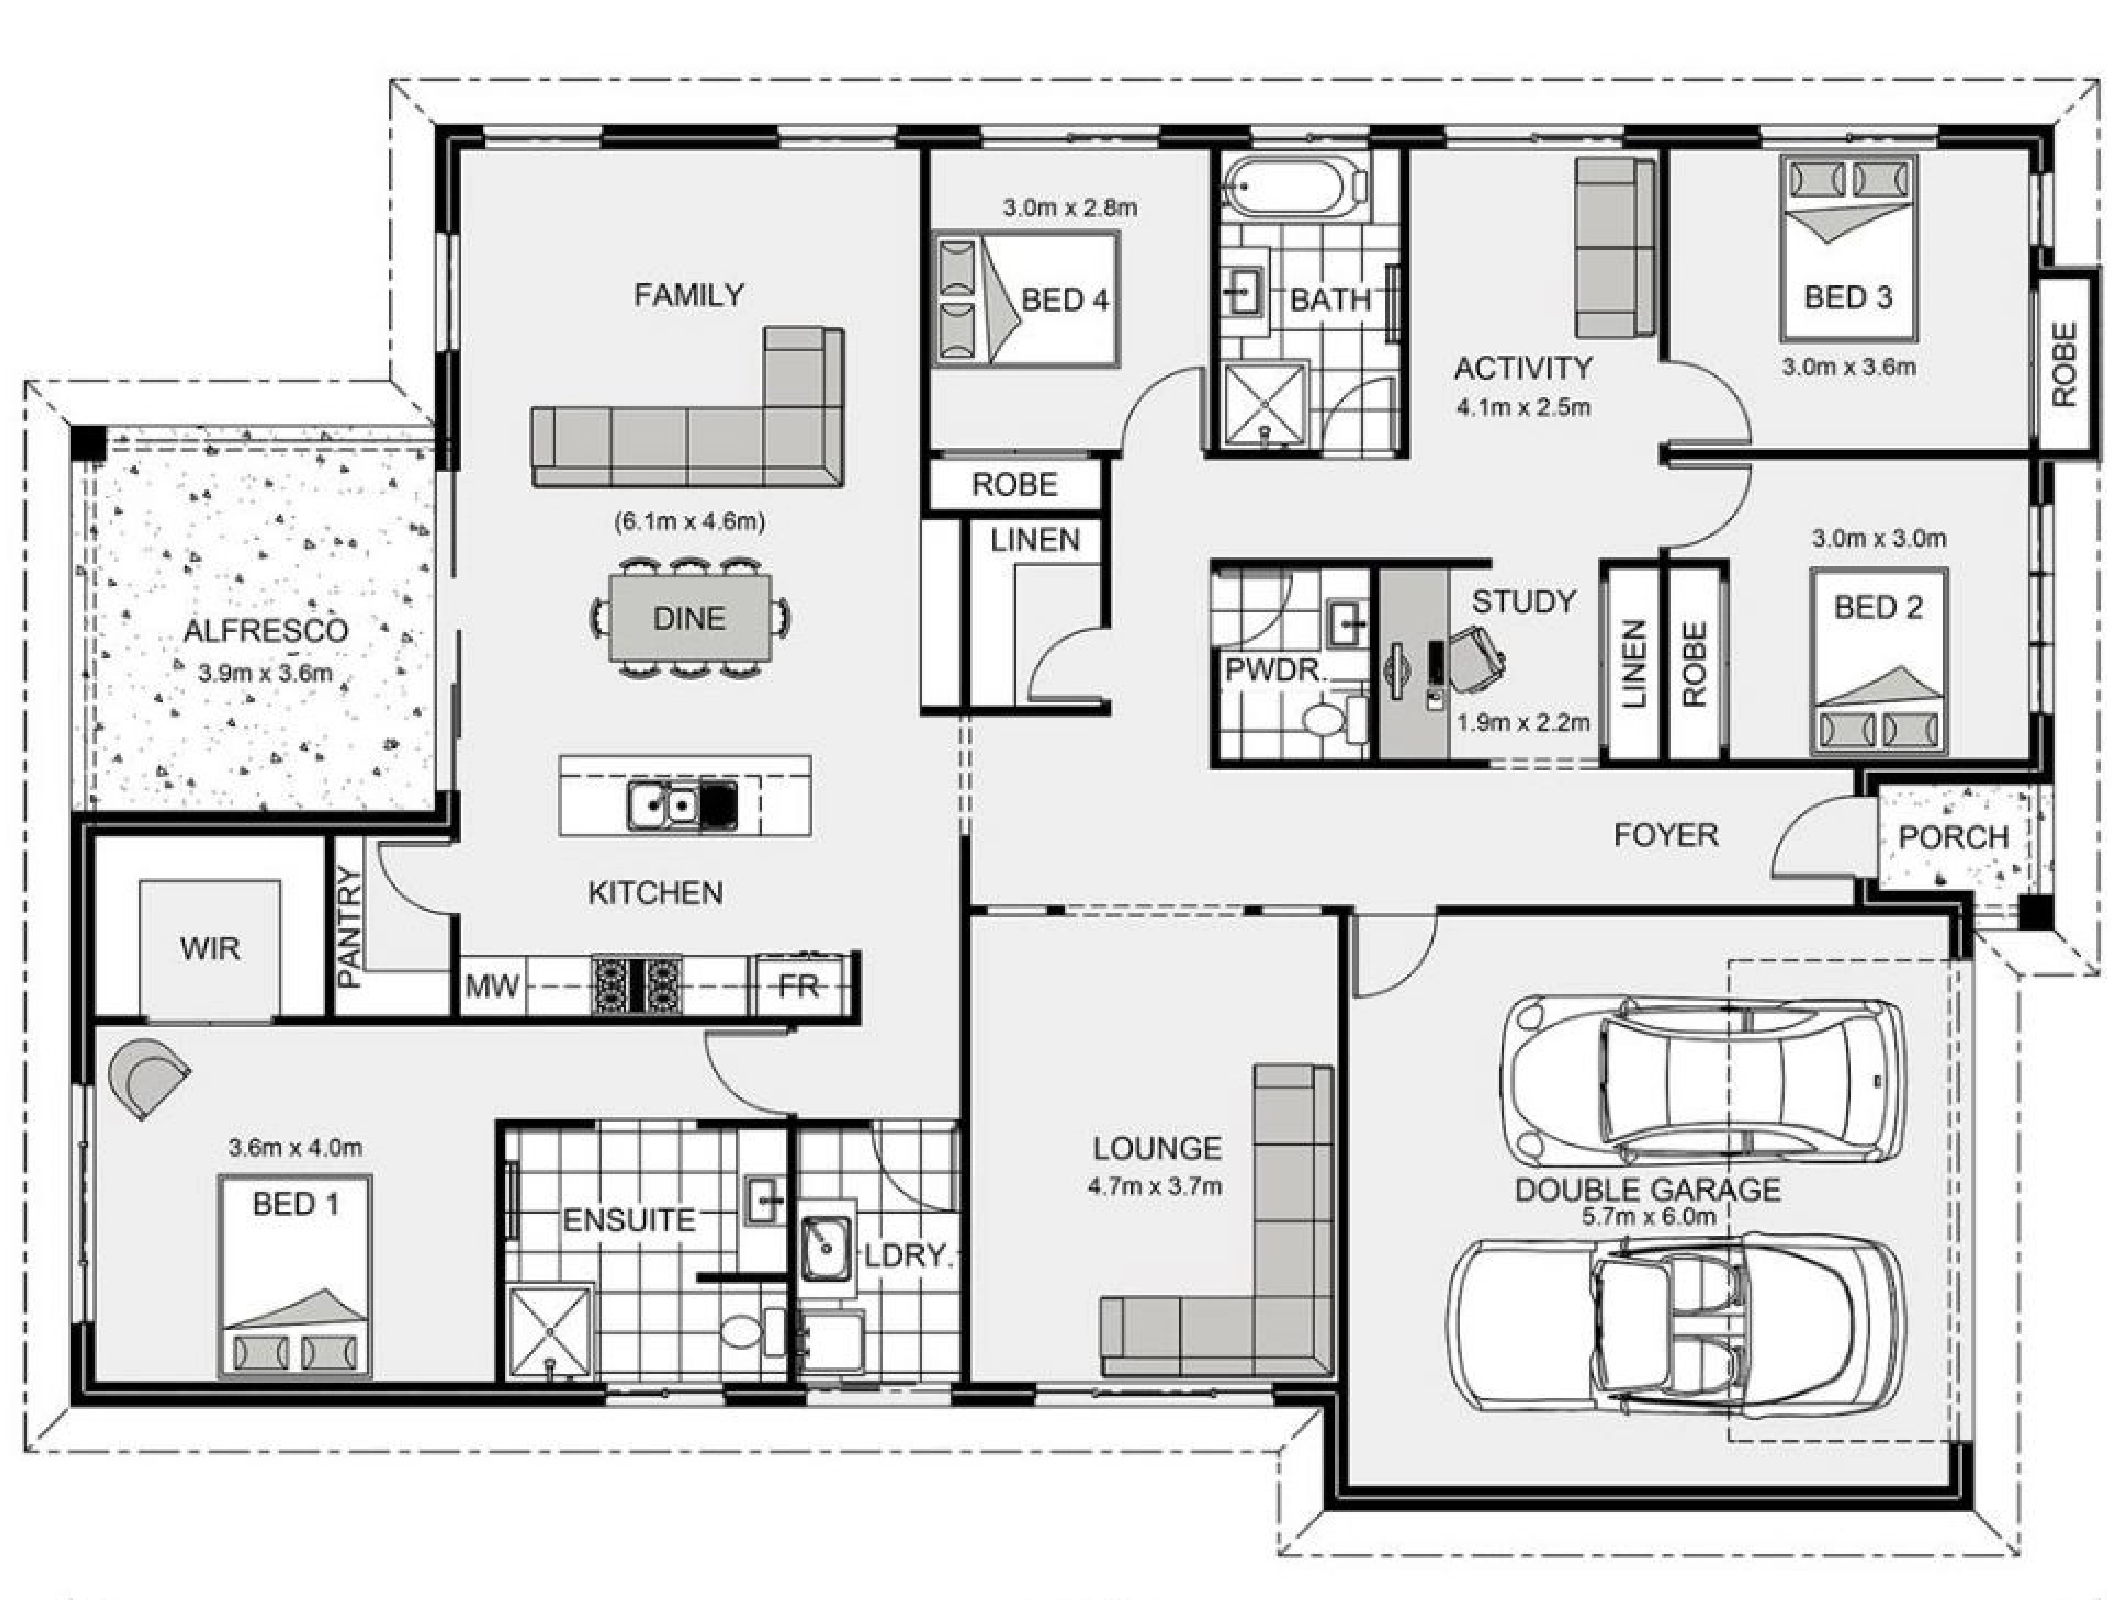 3.0m x 2.8m
FAMILY
BED 4
BATH
BED 3
ROBE
ACTIVITY
3.0m x 3.6m
4.1m x 2.5m
ROBE
(6.1m x 4.6m)
LINEN
3.0m x 3.0m
DINE
STUDY
BED 2
ALFRESCO
3.9m x 3.6m
PWDR.
LINEN
ROBE
1.9m x 2.2m
FOYER
PORCH
KITCHEN
PANTRY
WIR
MW
FR
3.6m x 4.0m
BED 1
LOUNGE
4.7m x 3.7m
DOUBLE GARAGE
5.7m x 6.0m
ENSUITE
LDRY.